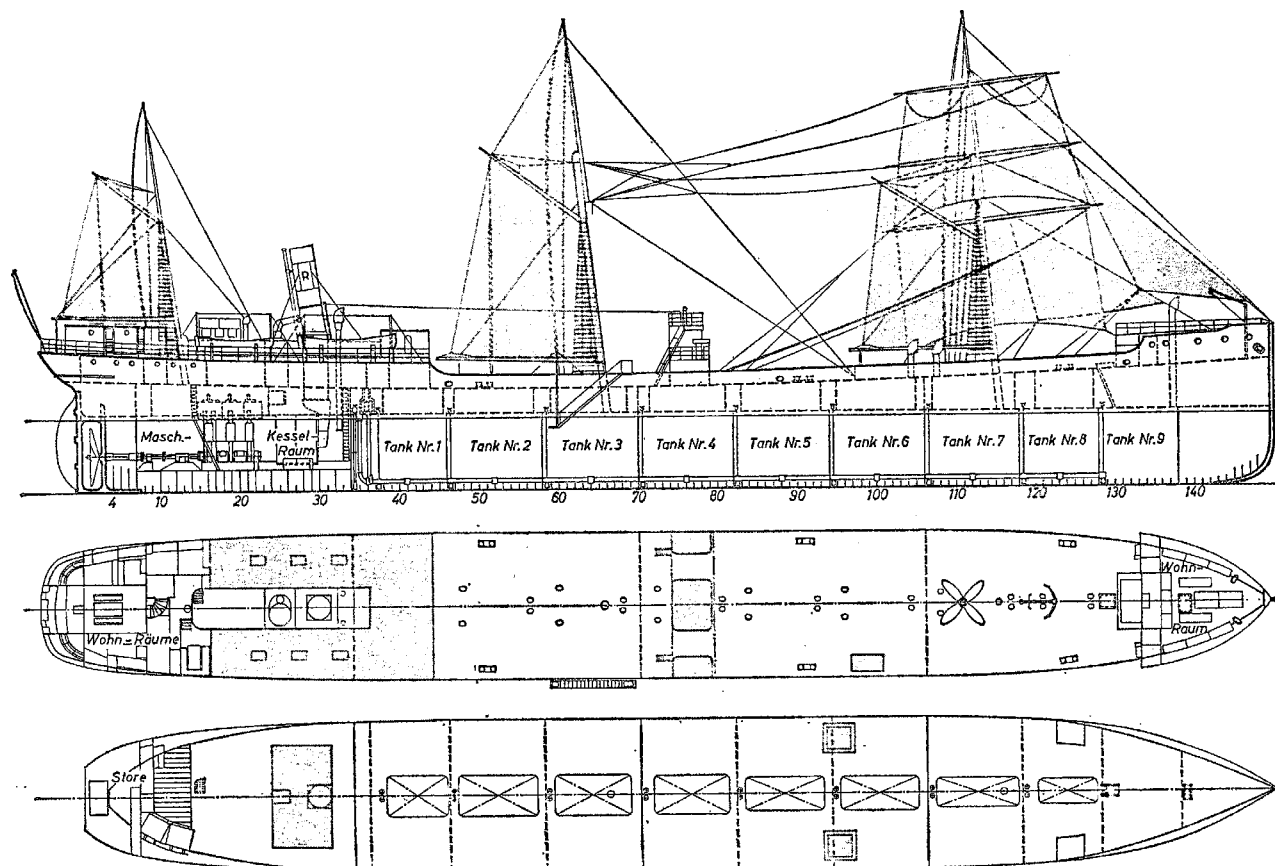 R
Masch.-
Kessel-
Raum
Tank Nr.1
Tank Nr.2
Tank Nr.3
Tank Nr.4
Tank Nr.5
Tank Nr.6
Tank Nr.7
Tank Nr.8
Tank Nr.9
4 10 20 30 40 50 60 70 80 90 100 110 120 130 140
Wohn-
Raum
Wohn-Räume
Store